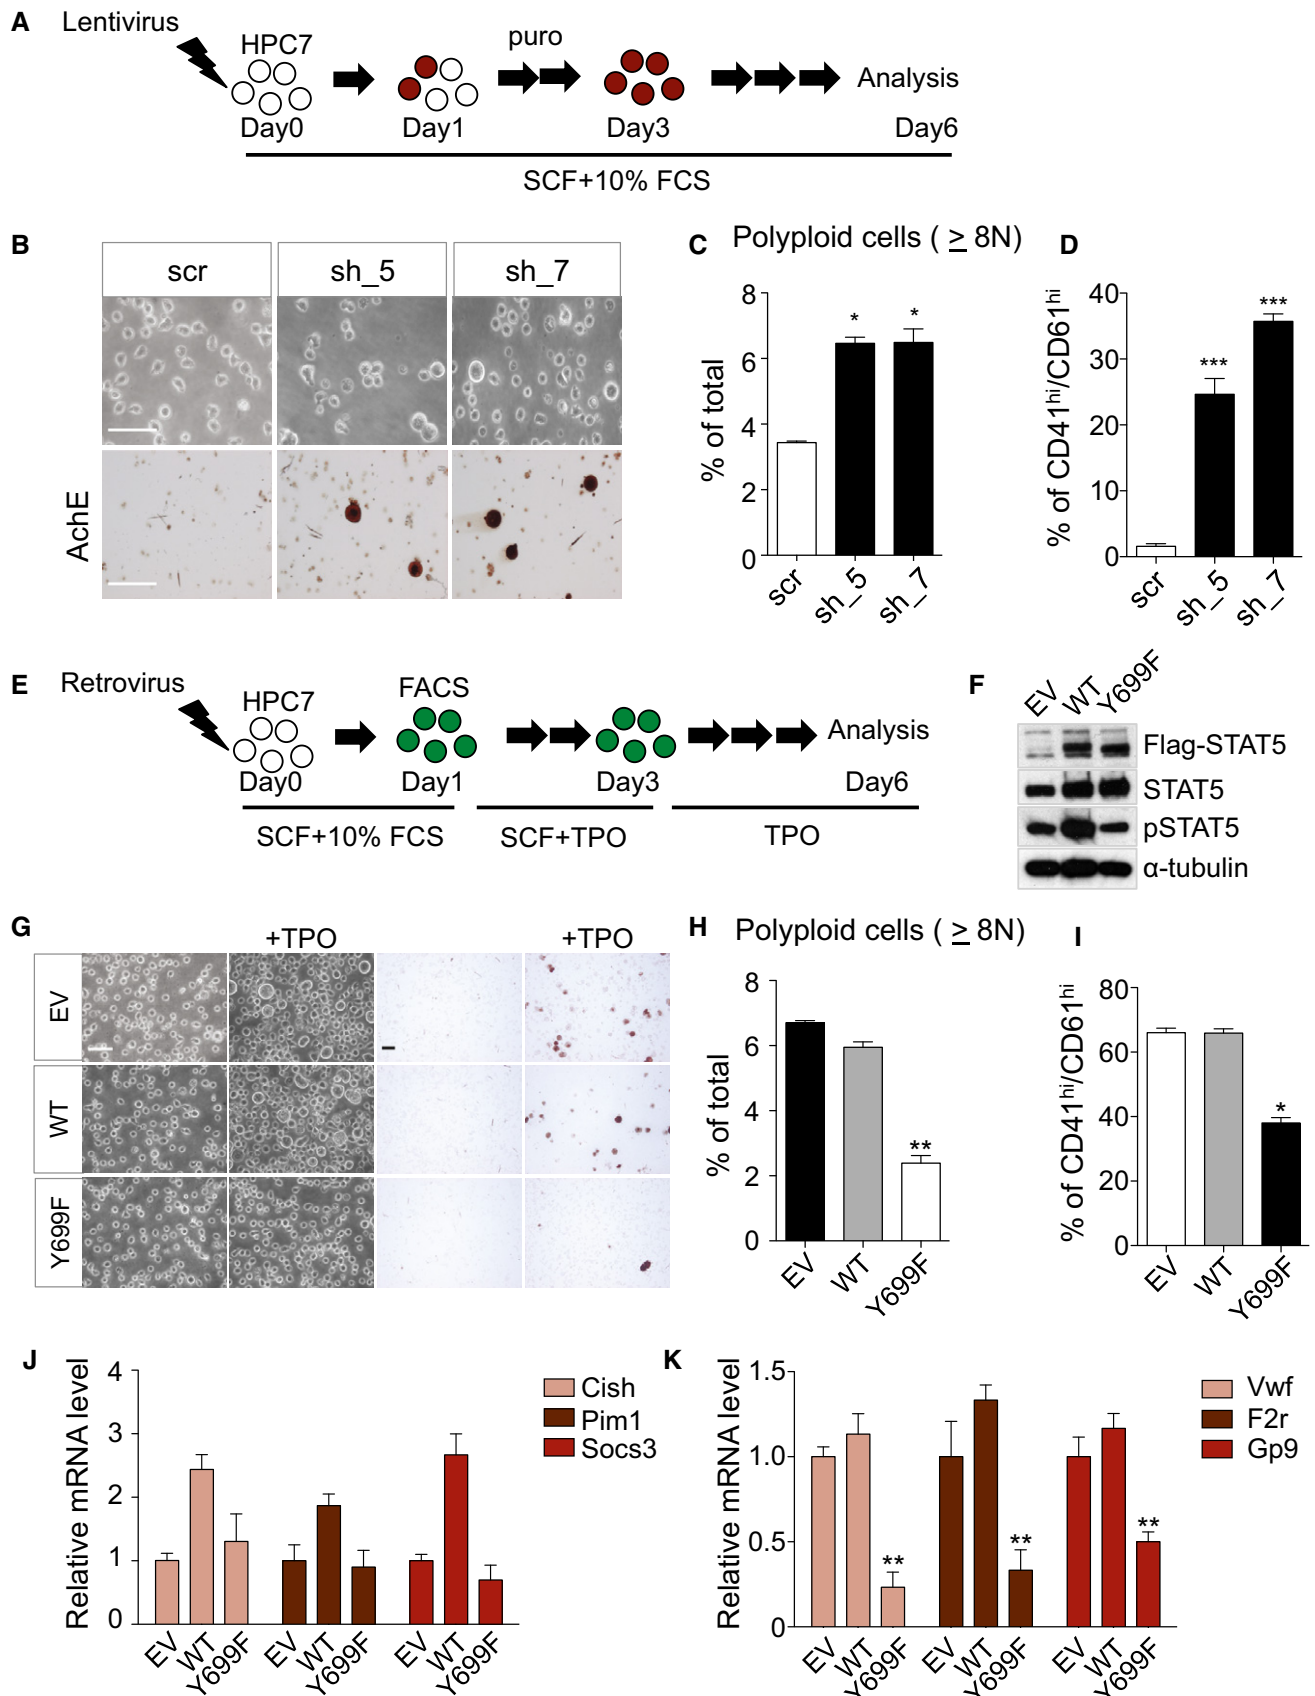 A
Lentivirus
HPC7
puro
Analysis
Day0
Day1
Day3
Day6
SCF+10% FCS
B
scr
sh_5
sh_7
AchE
C
Polyploid cells ( ≥ 8N)
% of total
8
6
4
2
0
*
*
scr
sh_5
sh_7
D
% of CD41hi/CD61hi
40
30
20
10
0
***
***
scr
sh_5
sh_7
E
Retrovirus
HPC7
FACS
Analysis
Day0
Day1
Day3
Day6
SCF+10% FCS
SCF+TPO
TPO
F
EV
WT
Y699F
Flag-STAT5
STAT5
pSTAT5
α-tubulin
G
+TPO
+TPO
EV
WT
Y699F
H
Polyploid cells ( ≥ 8N)
% of total
8
6
4
2
0
**
EV
WT
Y699F
I
% of CD41hi/CD61hi
80
60
40
20
0
*
EV
WT
Y699F
J
Relative mRNA level
4
3
2
1
0
Cish
Pim1
Socs3
EV
WT
Y699F
EV
WT
Y699F
EV
WT
Y699F
K
Relative mRNA level
1.5
1.0
0.5
0
**
**
**
Vwf
F2r
Gp9
EV
WT
Y699F
EV
WT
Y699F
EV
WT
Y699F